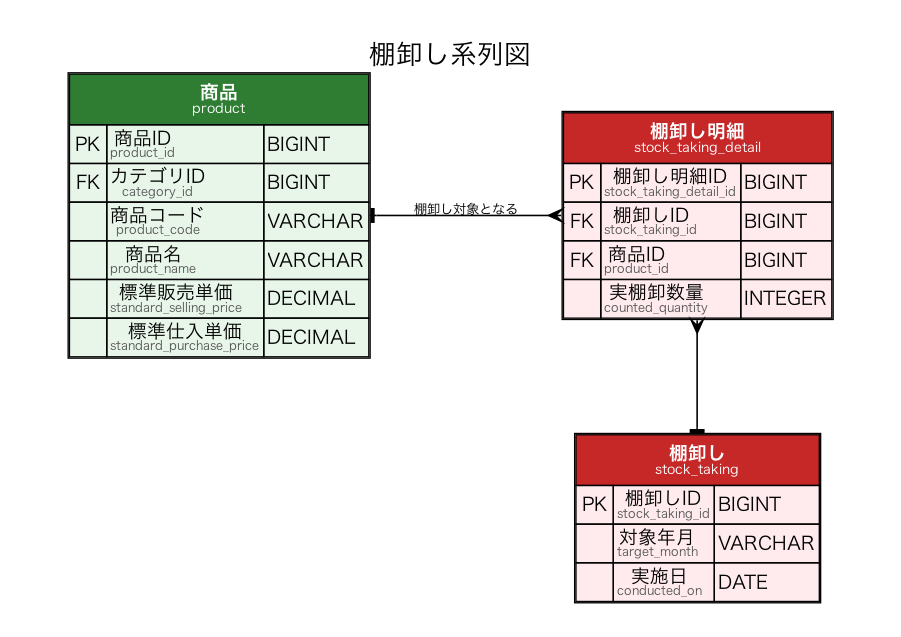 棚卸し系列図
商品
product
PK 商品ID BIGINT
product_id
FK カテゴリID BIGINT
category_id
商品コード VARCHAR
product_code
商品名 VARCHAR
product_name
標準販売単価 DECIMAL
standard_selling_price
標準仕入単価 DECIMAL
standard_purchase_price
棚卸し対象となる
棚卸し明細
stock_taking_detail
PK 棚卸し明細ID BIGINT
stock_taking_detail_id
FK 棚卸しID BIGINT
stock_taking_id
FK 商品ID BIGINT
product_id
実棚卸数量 INTEGER
counted_quantity
棚卸し
stock_taking
PK 棚卸しID BIGINT
stock_taking_id
対象年月 VARCHAR
target_month
実施日 DATE
conducted_on